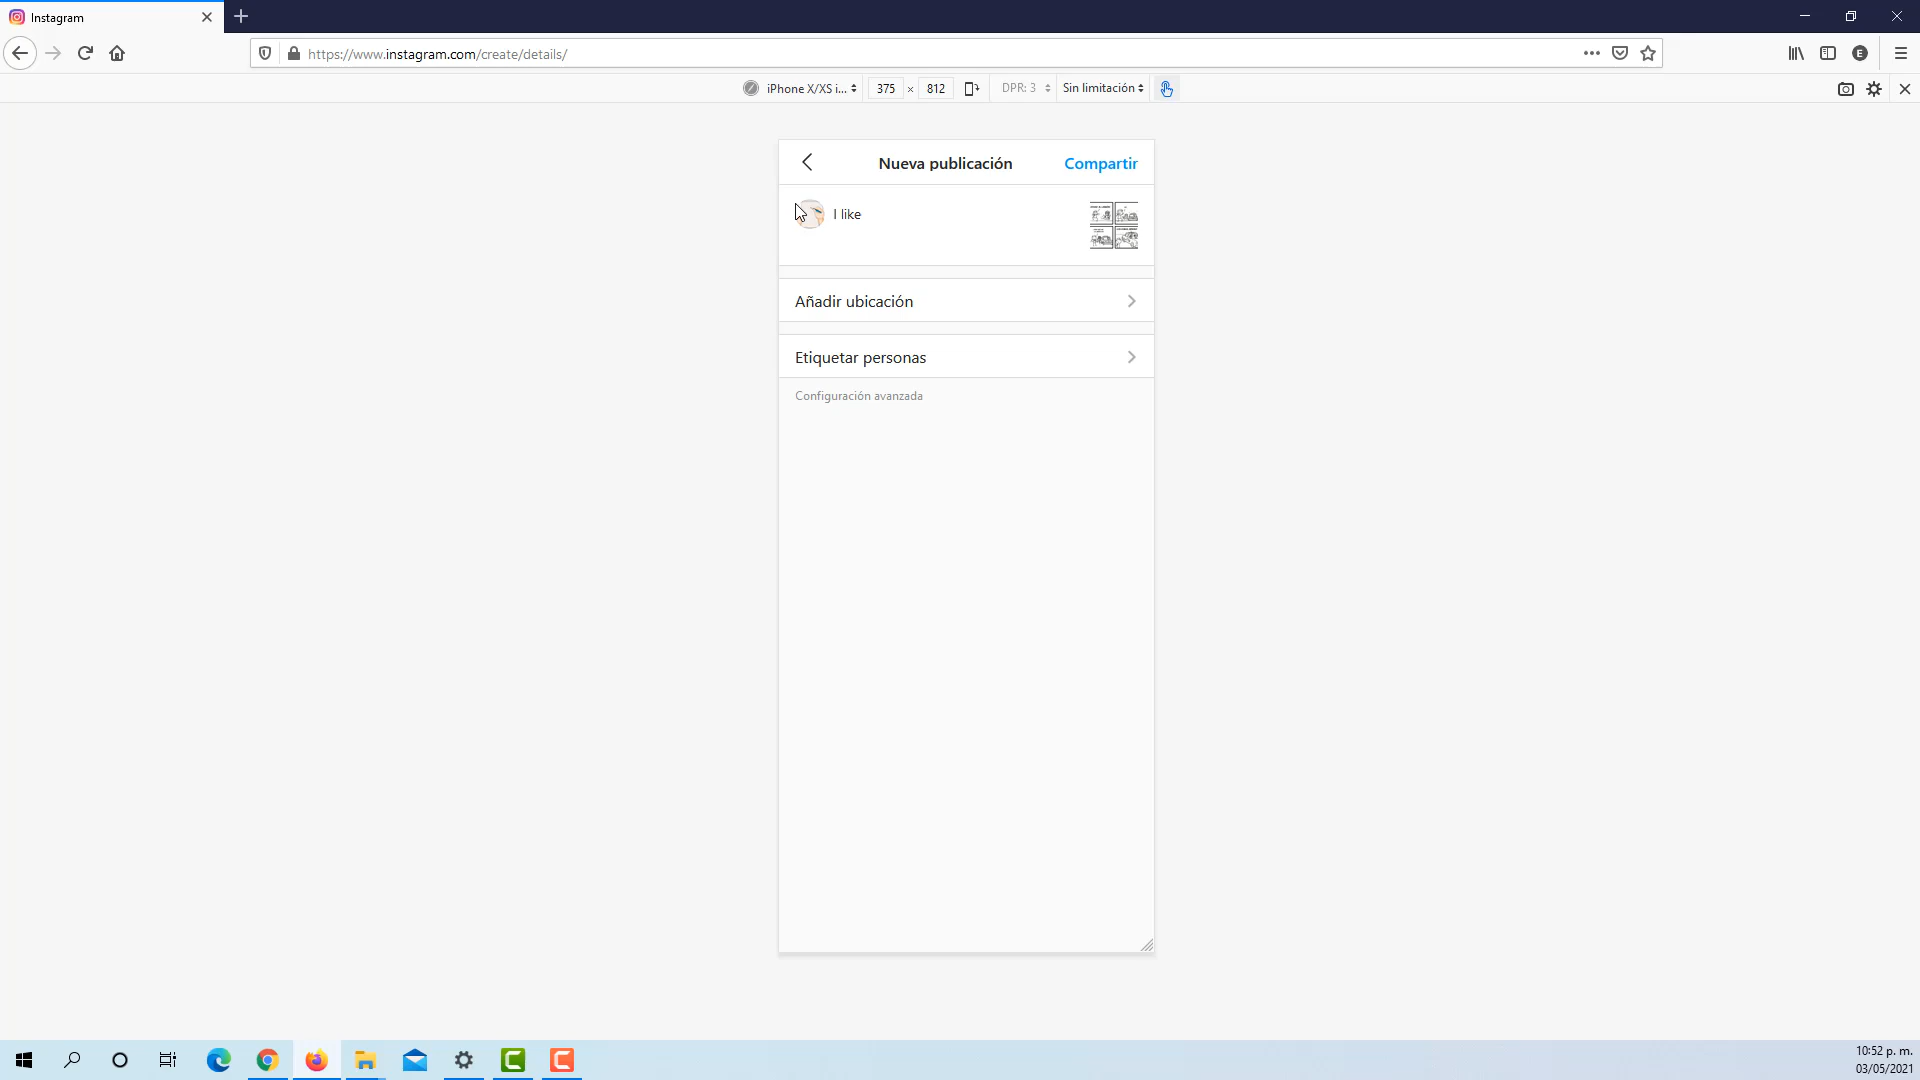 Instagram
https://www.instagram.com/create/details/
E
iPhone X/XS i...
375 × 812
DPR: 3
Sin limitación
Nueva publicación
Compartir
I like
Añadir ubicación
Etiquetar personas
Configuración avanzada
10:52 p. m.
03/05/2021